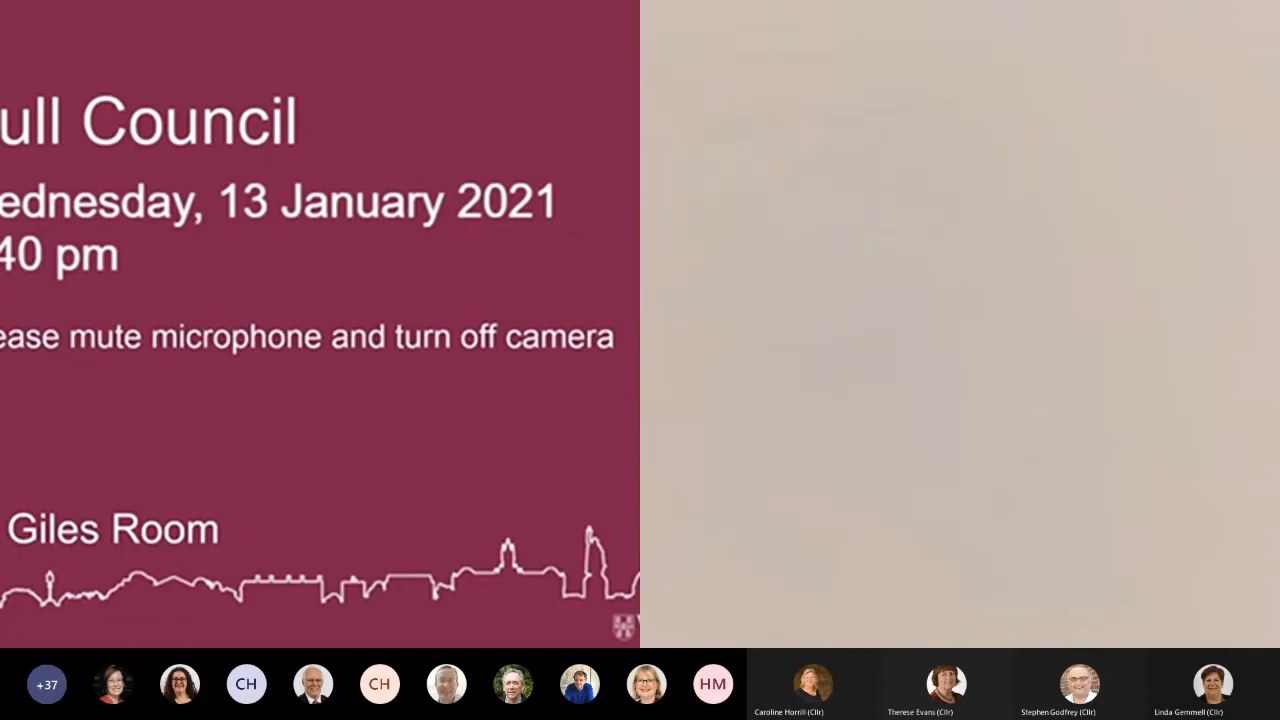 ull Council
ednesday, 13 January 2021
40 pm
ease mute microphone and turn off camera
Giles Room
+37
CH
CH
HM
Caroline Horrill (Cllr)
Therese Evans (Cllr)
Stephen Godfrey (Cllr)
Linda Gemmell (Cllr)